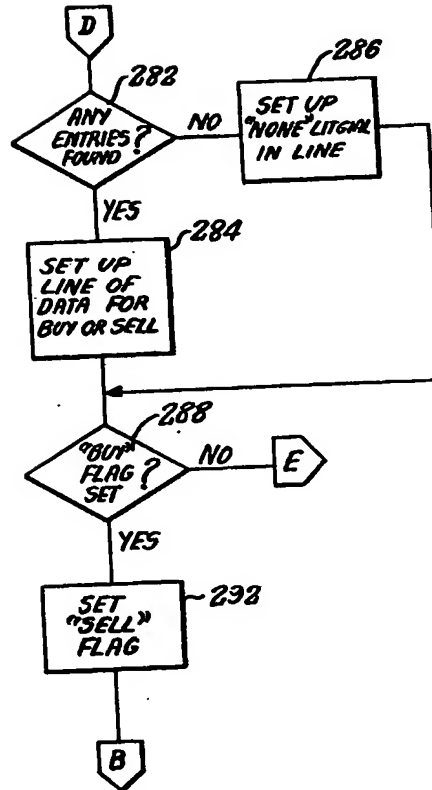 D
282
ANY
ENTRIES
FOUND?
NO
286
SET UP
"NONE" LITGIAL
IN LINE
YES
284
SET UP
LINE OF
DATA FOR
BUY OR SELL
288
"BUY"
FLAG ?
SET
NO
E
YES
292
SET
"SELL"
FLAG
B